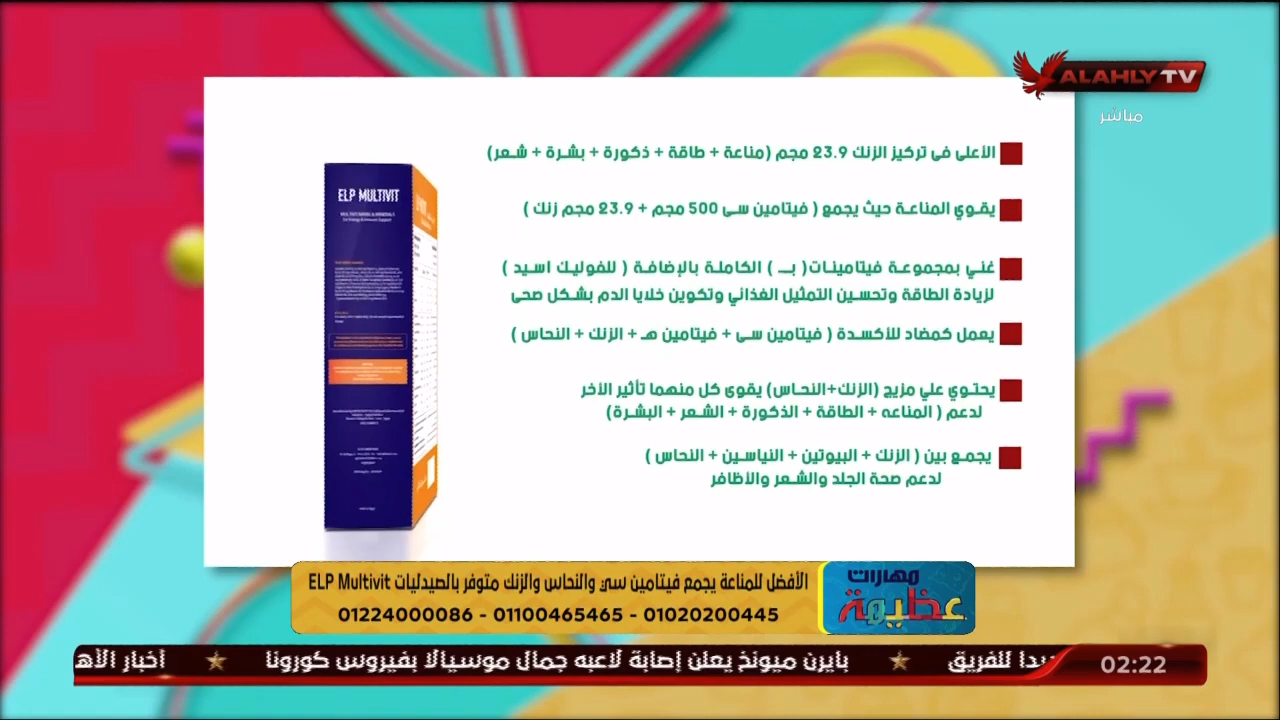 ALAHLY TV
مباشر
الأعلى فى تركيز الزنك 23.9 مجم (مناعة + طاقة + ذكورة + بشرة + شعر)
يقوي المناعة حيث يجمع ( فيتامين سى 500 مجم + 23.9 مجم زنك )
غني بمجموعة فيتامينات ( ب ) الكاملة بالإضافة ( للفوليك اسيد )
لزيادة الطاقة وتحسين التمثيل الغذائي وتكوين خلايا الدم بشكل صحى
يعمل كمضاد للأكسدة ( فيتامين سى + فيتامين هـ + الزنك + النحاس )
يحتوي علي مزيج (الزنك+النحاس) يقوى كل منهما تأثير الأخر
لدعم ( المناعه + الطاقة + الذكورة + الشعر + البشرة)
يجمع بين ( الزنك + البيوتين + النياسين + النحاس )
لدعم صحة الجلد والشعر والأظافر
ELP MULTIVIT
مهارات
عظيمة
الأفضل للمناعة يجمع فيتامين سي والنحاس والزنك متوفر بالصيدليات ELP Multivit
01224000086 - 01100465465 - 01020200445
للفريق ★ بايرن ميونخ يعلن إصابة لاعبه جمال موسيالا بفيروس كورونا ★ أخبار الأه
02:22